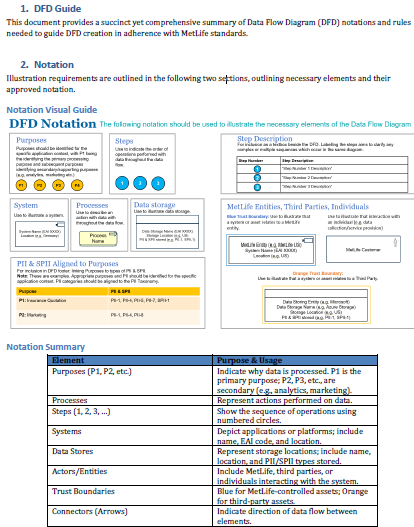 1. DFD Guide
This document provides a succinct yet comprehensive summary of Data Flow Diagram (DFD) notations and rules
needed to guide DFD creation in adherence with MetLife standards.
2. Notation
Illustration requirements are outlined in the following two sections, outlining necessary elements and their
approved notation.
Notation Visual Guide
DFD Notation The following notation should be used to illustrate the necessary elements of the Data Flow Diagram
Purposes
Purposes should be identified for the
specific application context, with P1 being
the identifying the primary processing
purpose and subsequent purposes
identifying secondary/supporting purposes
(e.g. analytics, marketing etc.)
P1 P2 P3 P4
Steps
Use to indicate the order of
operations performed with
data throughout the data
flow.
1 2 3
Step Description
For inclusion as a textbox beside the DFD. Labeling the steps aims to clarify any
complex or multiple sequences which occur in the same diagram.
Step Number Step Description
1 "Step Number 1 Description"
2 "Step Number 2 Description"
3 "Step Number 3 Description"
System
Use to illustrate a system.
System Name (EAI XXXX)
Location (e.g. Germany)
Processes
Use to describe an
action with data with
throughout the data
flow.
Process
Name
Data storage
Use to illustrate data storage.
Data Storage Name (EAI XXXX)
Storage Location (e.g. US)
PII & SPII stored (e.g. PII-1, SPII-1)
MetLife Entities, Third Parties, Individuals
Blue Trust Boundary: Use to illustrate that
a system or asset relates to a MetLife
entity.
MetLife Entity (e.g. MetLife US)
System Name (EAI XXXX)
Location (e.g. US)
Use to illustrate that interaction with
an individual (e.g. data
collection/service provision)
MetLife Customer
Orange Trust Boundary:
Use to illustrate that a system or asset relates to a Third Party.
Data Storing Entity (e.g. Microsoft)
Data Storage Name (e.g. Azure Storage)
Storage Location (e.g. US)
PII & SPII stored (e.g. PII-1, SPII-1)
PII & SPII Aligned to Purposes
For inclusion in DFD footer: linking Purposes to types of PII & SPII.
Note: These are examples. Appropriate purposes and PII should be identified for the specific
application context. PII categories should be aligned to the PII Taxonomy.
Purpose PII & SPII
P1: Insurance Quotation PII-1, PII-4, PII-5, PII-7, SPII-1
P2: Marketing PII-1, PII-4, PII-8
Notation Summary
Element Purpose & Usage
Purposes (P1, P2, etc.) Indicate why data is processed. P1 is the
primary purpose; P2, P3, etc., are
secondary (e.g., analytics, marketing).
Processes Represent actions performed on data.
Steps (1, 2, 3, ...) Show the sequence of operations using
numbered circles.
Systems Depict applications or platforms; include
name, EAI code, and location.
Data Stores Represent storage locations; include name,
location, and PII/SPII types stored.
Actors/Entities Include MetLife, third parties, or
individuals interacting with the system.
Trust Boundaries Blue for MetLife-controlled assets; Orange
for third-party assets.
Connectors (Arrows) Indicate direction of data flow between
elements.